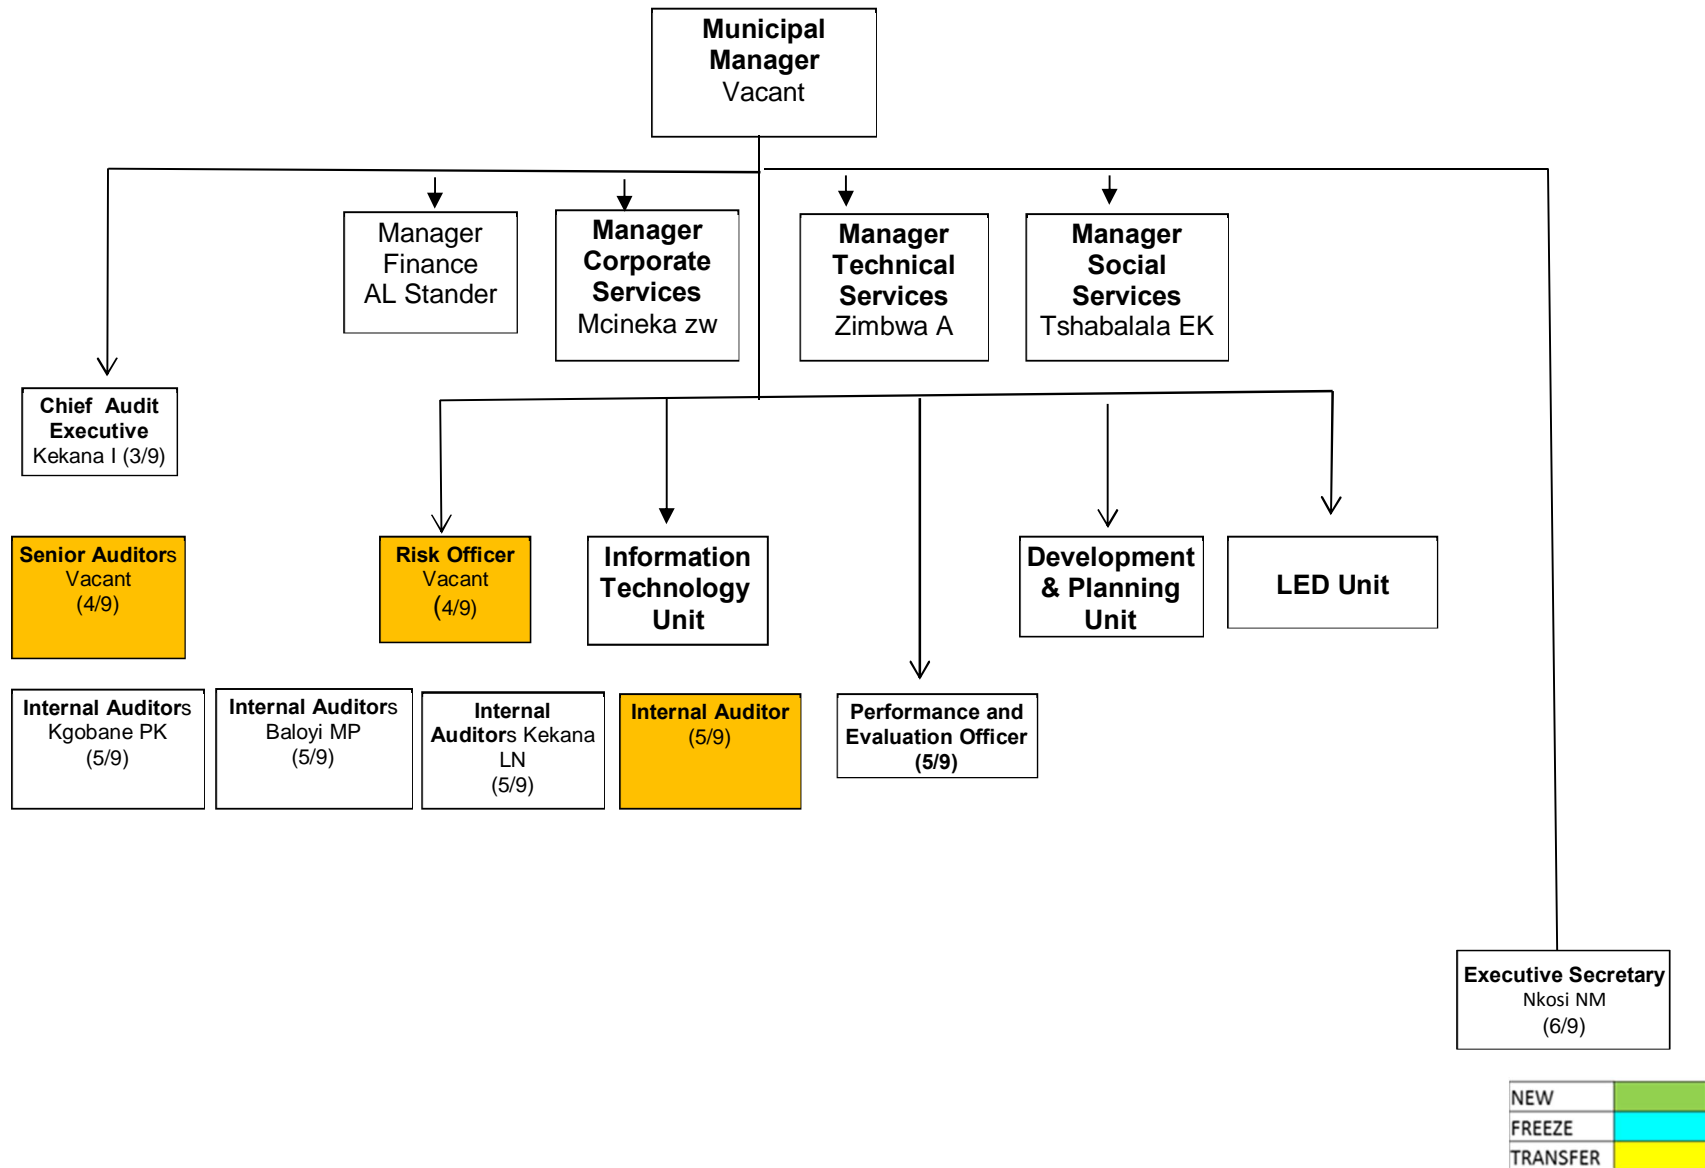 Municipal
Manager
Vacant
Manager
Finance
AL Stander
Manager
Corporate
Services
Mcineka zw
Manager
Technical
Services
Zimbwa A
Manager
Social
Services
Tshabalala EK
Chief Audit
Executive
Kekana I (3/9)
Senior Auditors
Vacant
(4/9)
Risk Officer
Vacant
(4/9)
Information
Technology
Unit
Development
& Planning
Unit
LED Unit
Internal Auditors
Kgobane PK
(5/9)
Internal Auditors
Baloyi MP
(5/9)
Internal
Auditors Kekana
LN
(5/9)
Internal Auditor
(5/9)
Performance and
Evaluation Officer
(5/9)
Executive Secretary
Nkosi NM
(6/9)
NEW
FREEZE
TRANSFER